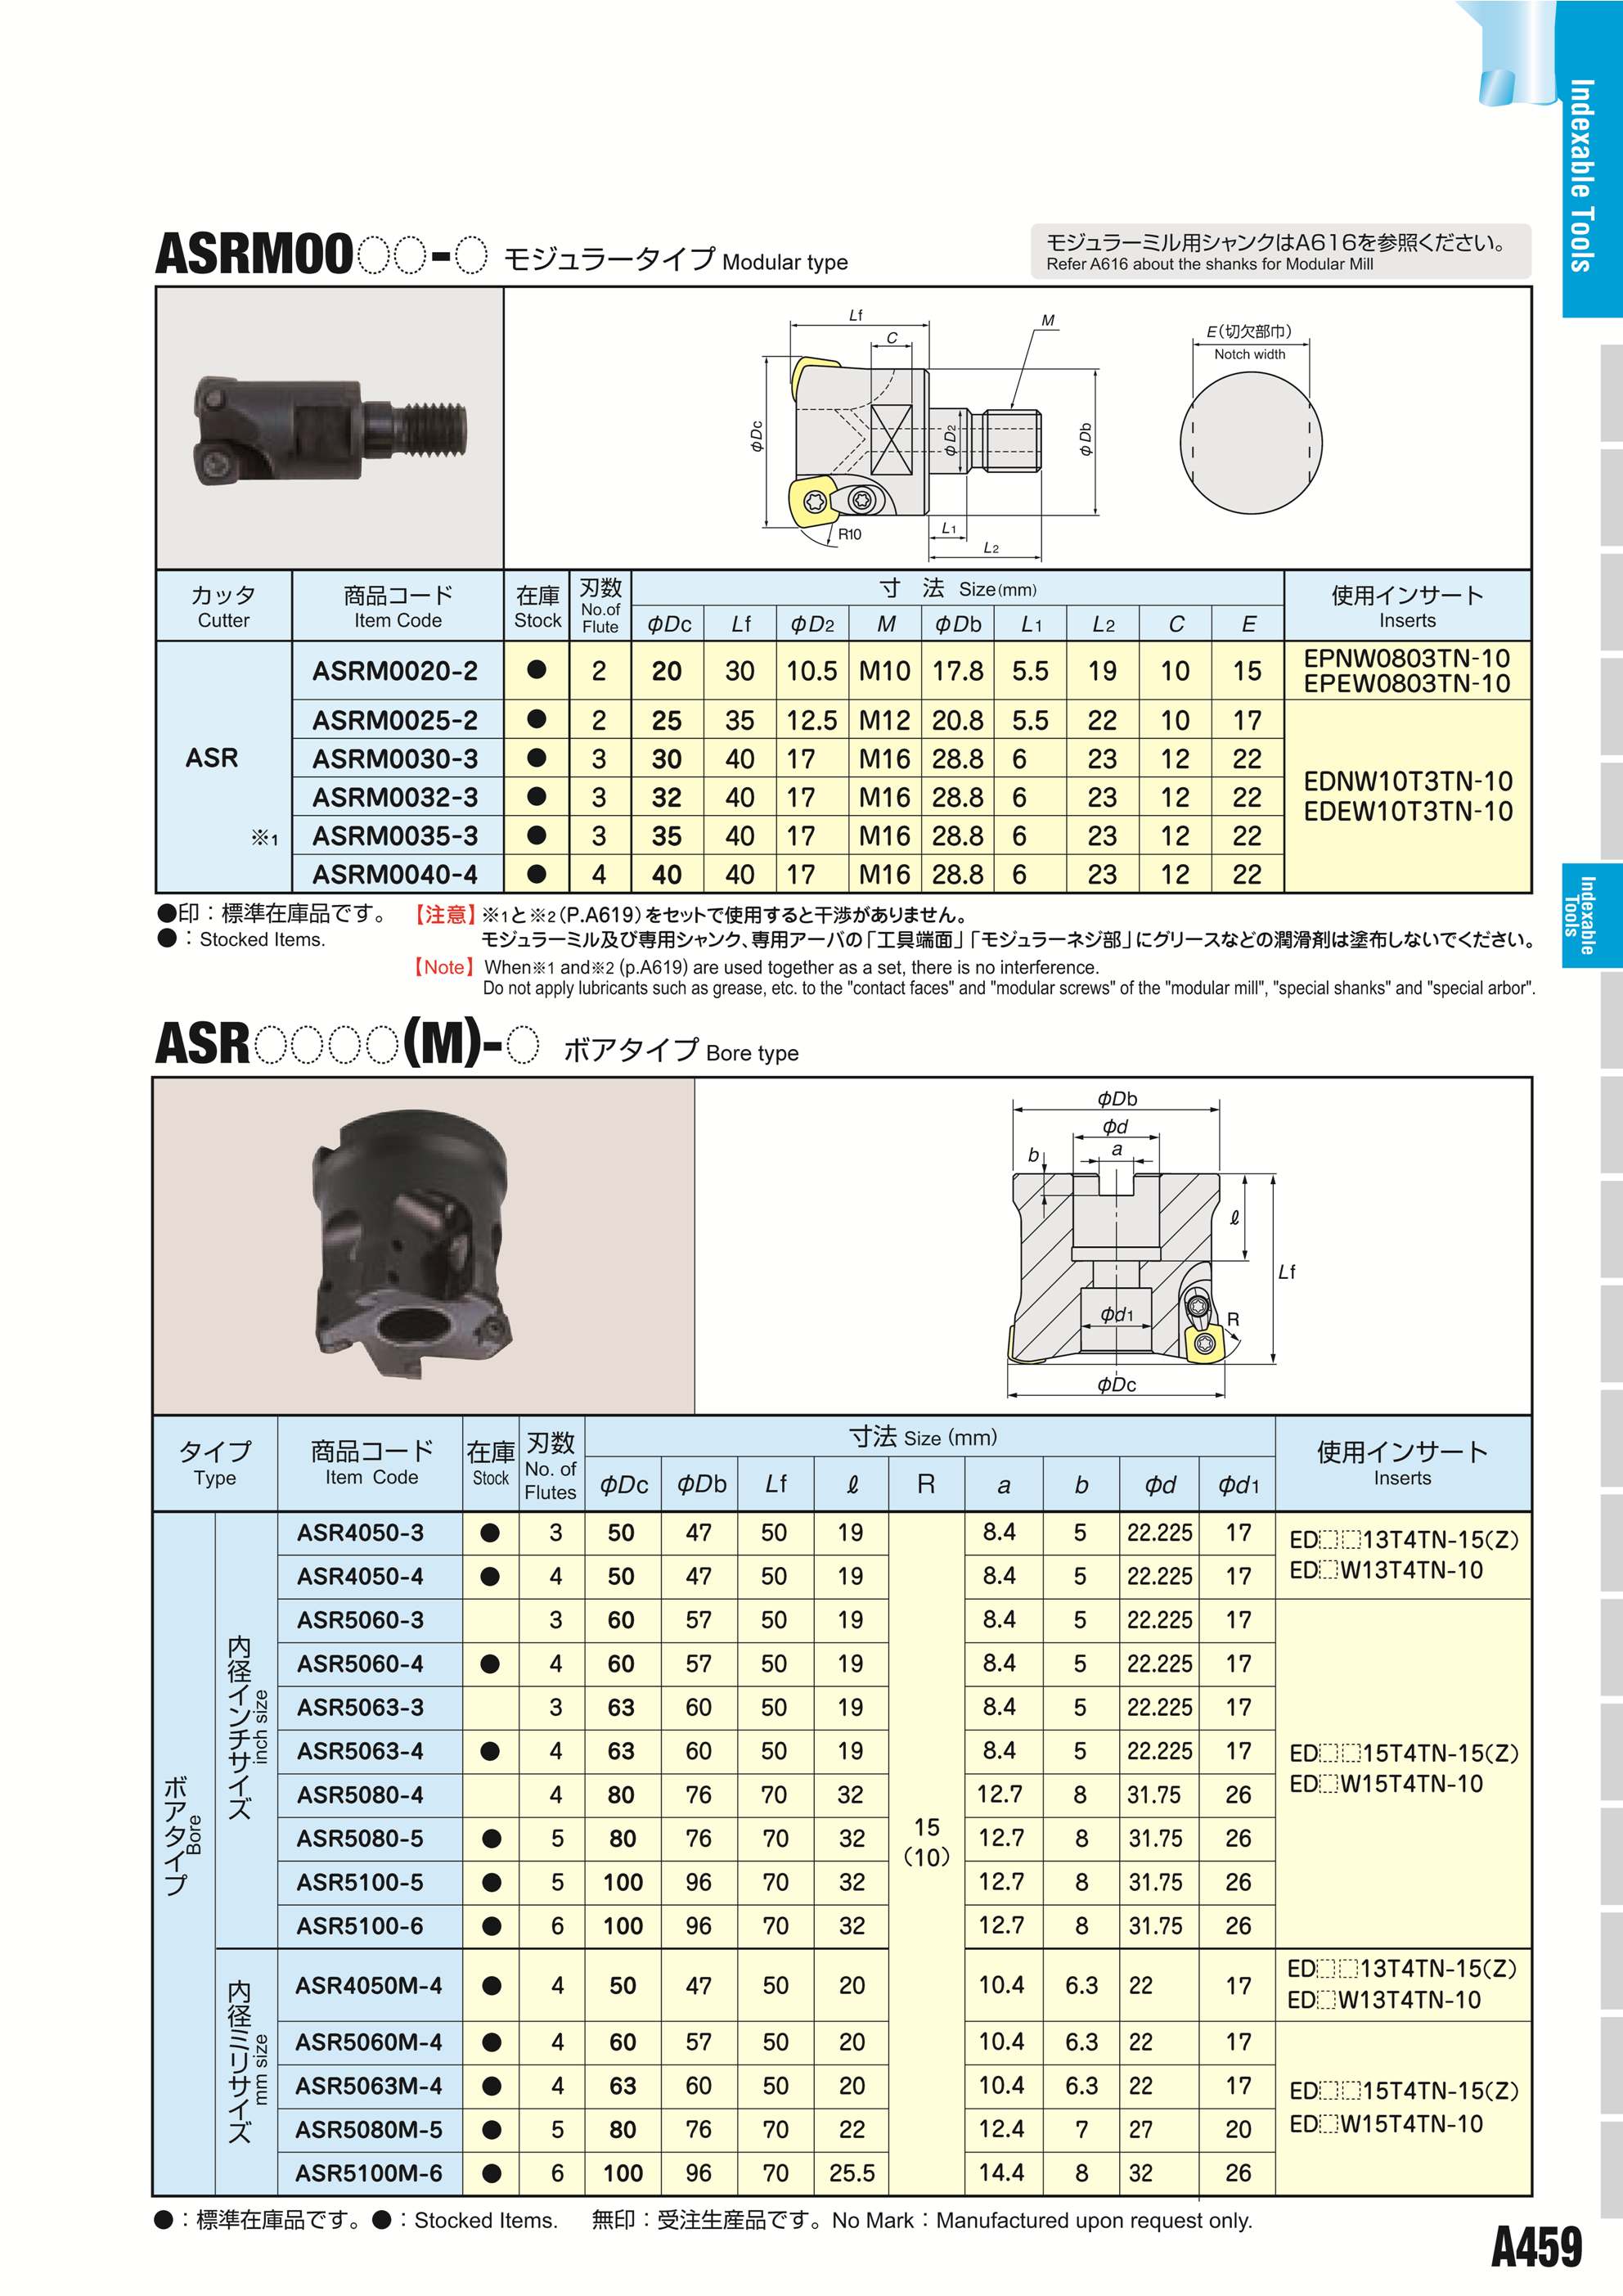 Indexable Tools
ASRM00◌◌-◌ モジュラータイプ Modular type
モジュラーミル用シャンクはA616を参照ください。
Refer A616 about the shanks for Modular Mill
Lf
C
M
φDc
φD2
φDb
R10
L1
L2
E(切欠部巾)
Notch width
カッタ 商品コード 在庫 刃数 寸 法 Size(mm) 使用インサート
Cutter Item Code Stock No.of Flute φDc Lf φD2 M φDb L1 L2 C E Inserts
ASR
※1
ASRM0020-2 ● 2 20 30 10.5 M10 17.8 5.5 19 10 15 EPNW0803TN-10
EPEW0803TN-10
ASRM0025-2 ● 2 25 35 12.5 M12 20.8 5.5 22 10 17
ASRM0030-3 ● 3 30 40 17 M16 28.8 6 23 12 22
ASRM0032-3 ● 3 32 40 17 M16 28.8 6 23 12 22
ASRM0035-3 ● 3 35 40 17 M16 28.8 6 23 12 22
ASRM0040-4 ● 4 40 40 17 M16 28.8 6 23 12 22
EDNW10T3TN-10
EDEW10T3TN-10
●印：標準在庫品です。 【注意】※1と※2(P.A619)をセットで使用すると干渉がありません。
●：Stocked Items. モジュラーミル及び専用シャンク、専用アーバの「工具端面」「モジュラーネジ部」にグリースなどの潤滑剤は塗布しないでください。
【Note】When※1 and※2 (p.A619) are used together as a set, there is no interference.
Do not apply lubricants such as grease, etc. to the "contact faces" and "modular screws" of the "modular mill", "special shanks" and "special arbor".
Indexable
Tools
ASR◌◌◌◌(M)-◌ ボアタイプ Bore type
φDb
φd
a
b
ℓ
Lf
φd1
R
φDc
タイプ 商品コード 在庫 刃数 寸法 Size (mm) 使用インサート
Type Item Code Stock No. of Flutes φDc φDb Lf ℓ R a b φd φd1 Inserts
ボアタイプ
Bore
内径インチサイズ
inch size
ASR4050-3 ● 3 50 47 50 19 8.4 5 22.225 17
ASR4050-4 ● 4 50 47 50 19 8.4 5 22.225 17
ED□□13T4TN-15(Z)
ED□W13T4TN-10
ASR5060-3 3 60 57 50 19 8.4 5 22.225 17
ASR5060-4 ● 4 60 57 50 19 8.4 5 22.225 17
ASR5063-3 3 63 60 50 19 8.4 5 22.225 17
ASR5063-4 ● 4 63 60 50 19 8.4 5 22.225 17
ASR5080-4 4 80 76 70 32 12.7 8 31.75 26
ASR5080-5 ● 5 80 76 70 32 12.7 8 31.75 26
ASR5100-5 ● 5 100 96 70 32 12.7 8 31.75 26
ASR5100-6 ● 6 100 96 70 32 12.7 8 31.75 26
ED□□15T4TN-15(Z)
ED□W15T4TN-10
15
(10)
内径ミリサイズ
mm size
ASR4050M-4 ● 4 50 47 50 20 10.4 6.3 22 17
ED□□13T4TN-15(Z)
ED□W13T4TN-10
ASR5060M-4 ● 4 60 57 50 20 10.4 6.3 22 17
ASR5063M-4 ● 4 63 60 50 20 10.4 6.3 22 17
ASR5080M-5 ● 5 80 76 70 22 12.4 7 27 20
ASR5100M-6 ● 6 100 96 70 25.5 14.4 8 32 26
ED□□15T4TN-15(Z)
ED□W15T4TN-10
●：標準在庫品です。●：Stocked Items. 無印：受注生産品です。No Mark：Manufactured upon request only.
A459